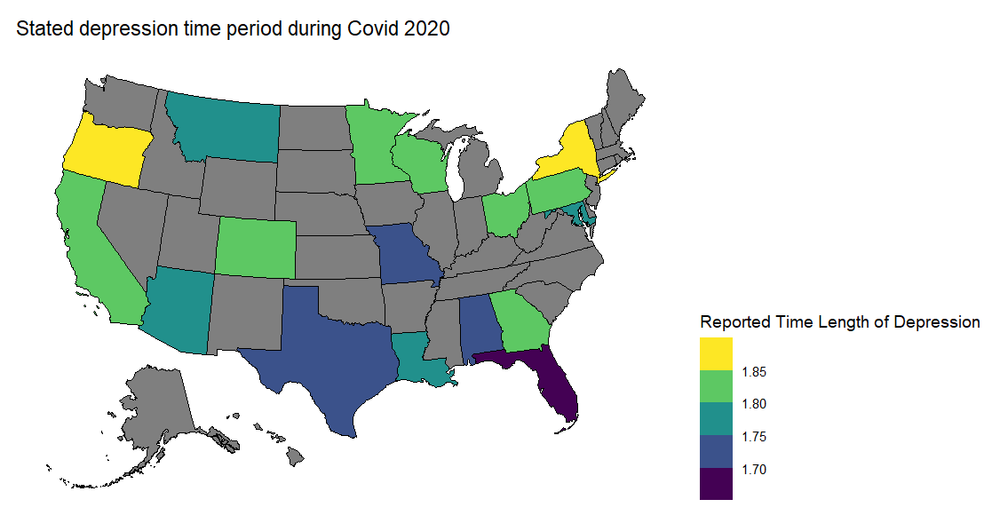 Stated depression time period during Covid 2020
Reported Time Length of Depression
1.85
1.80
1.75
1.70